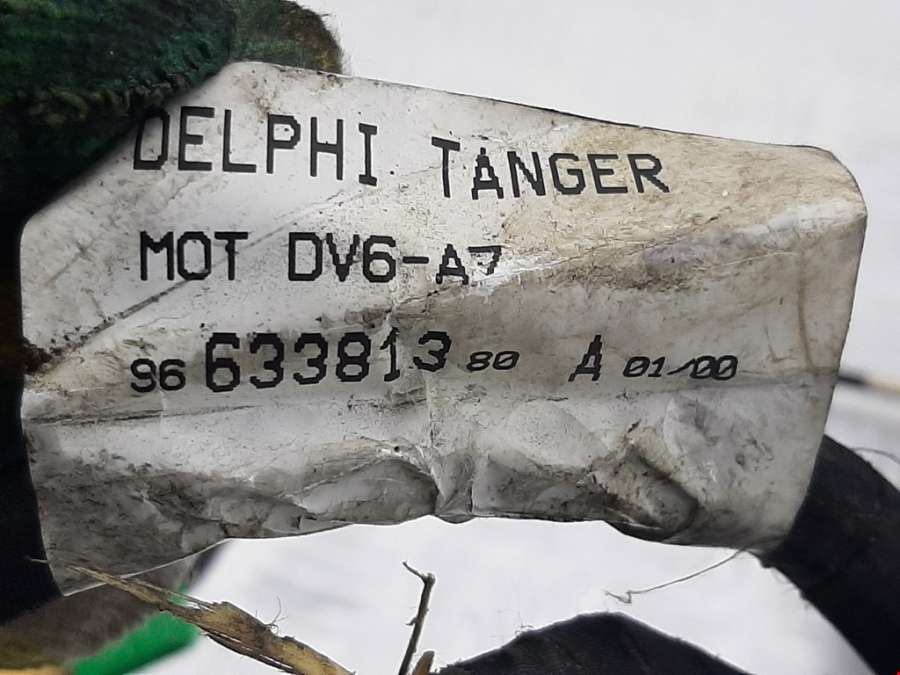 DELPHI TANGER
MOT DV6-A7
96 633813 80 A 01/00